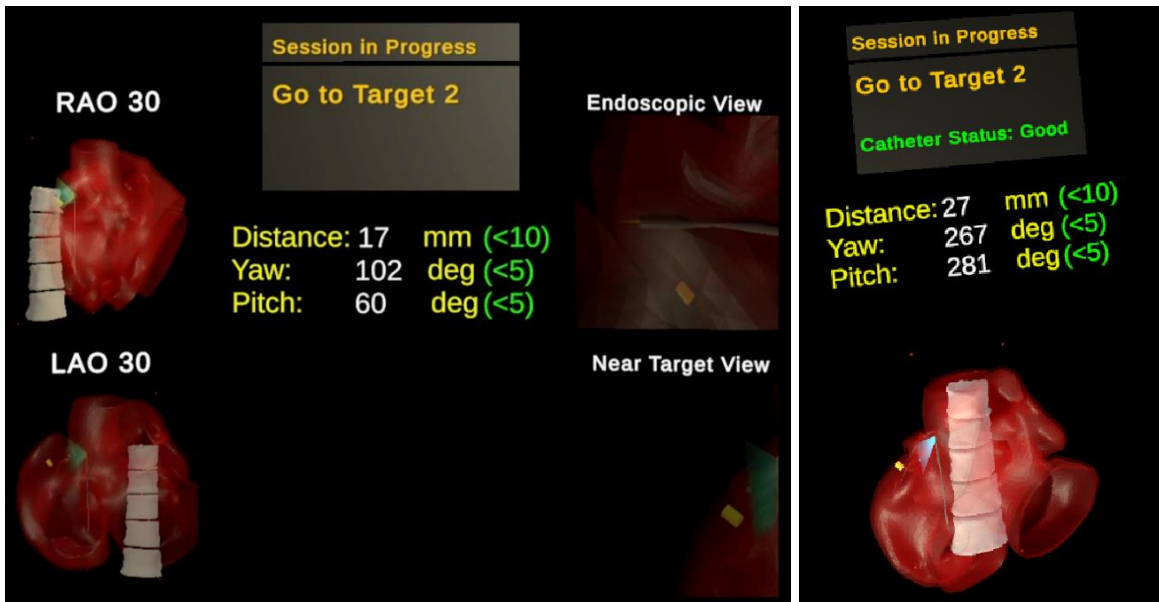 Session in Progress
Go to Target 2
RAO 30
Endoscopic View
Distance: 17 mm (<10)
Yaw: 102 deg (<5)
Pitch: 60 deg (<5)
LAO 30
Near Target View
Session in Progress
Go to Target 2
Catheter Status: Good
Distance: 27 mm (<10)
Yaw: 267 deg (<5)
Pitch: 281 deg (<5)